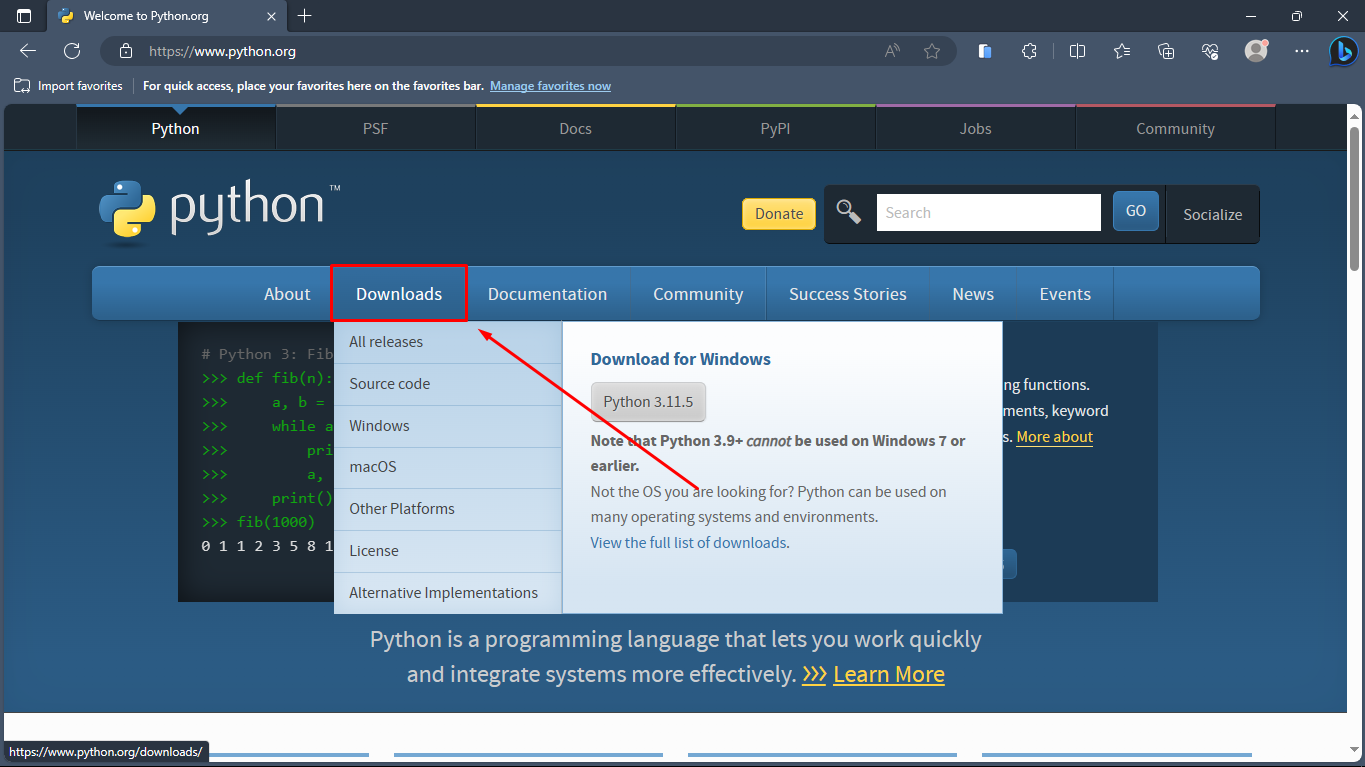 Welcome to Python.org
https://www.python.org
Import favorites
For quick access, place your favorites here on the favorites bar. Manage favorites now
Python
PSF
Docs
PyPI
Jobs
Community
python™
Donate
Search
GO
Socialize
About
Downloads
Documentation
Community
Success Stories
News
Events
# Python 3: Fib
>>> def fib(n):
>>> a, b =
>>> while a
>>> pri
>>> a,
>>> print()
>>> fib(1000)
0 1 1 2 3 5 8 1
All releases
Source code
Windows
macOS
Other Platforms
License
Alternative Implementations
Download for Windows
Python 3.11.5
Note that Python 3.9+ cannot be used on Windows 7 or
earlier.
Not the OS you are looking for? Python can be used on
many operating systems and environments.
View the full list of downloads.
ng functions.
ments, keyword
s. More about
Python is a programming language that lets you work quickly
and integrate systems more effectively. >>> Learn More
https://www.python.org/downloads/